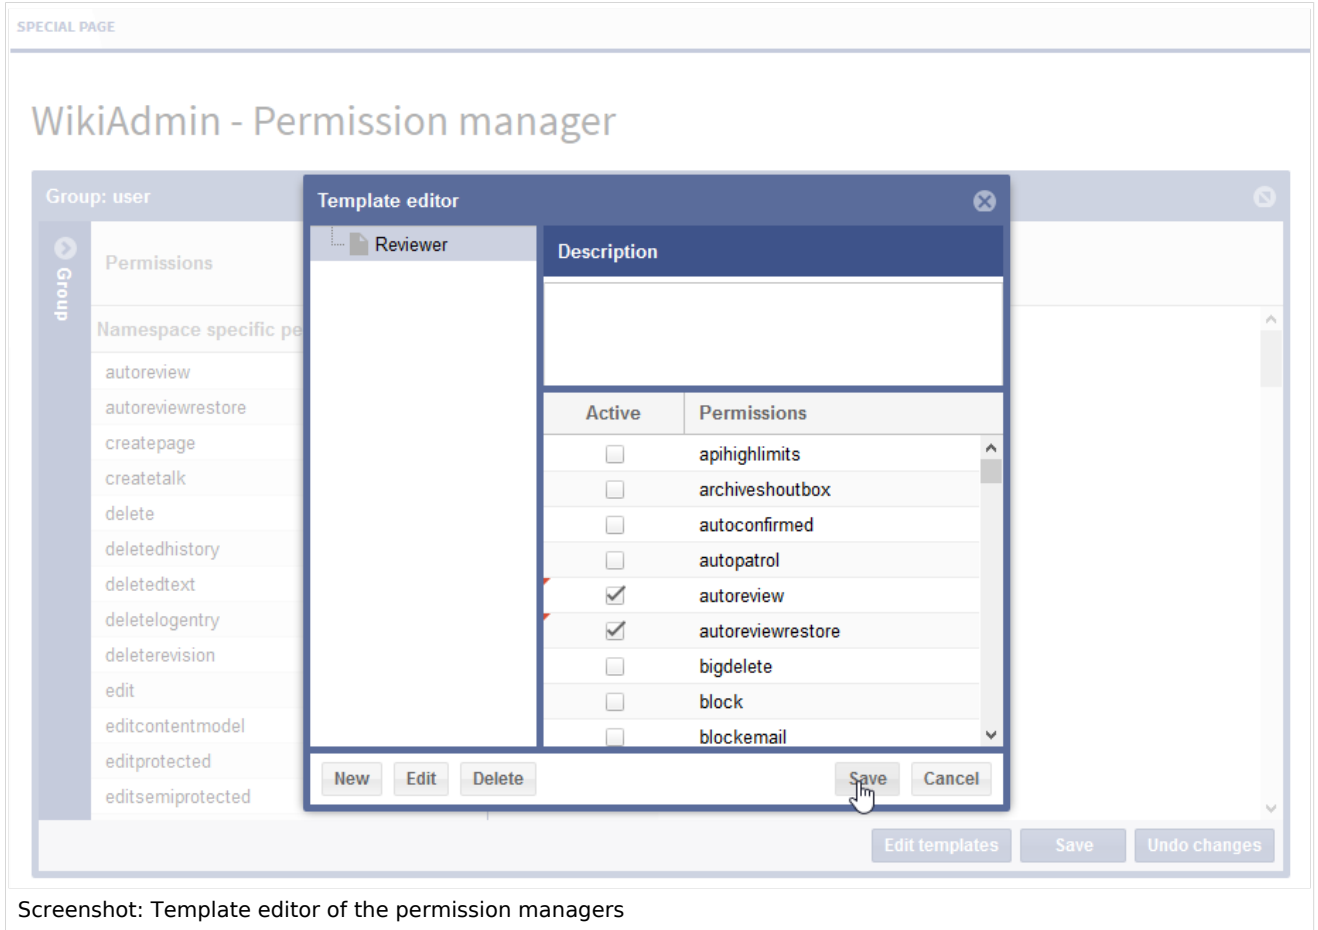 SPECIAL PAGE
WikiAdmin - Permission manager
Group: user
Group
Permissions
Namespace specific pe
autoreview
autoreviewrestore
createpage
createtalk
delete
deletedhistory
deletedtext
deletelogentry
deleterevision
edit
editcontentmodel
editprotected
editsemiprotected
Template editor
Reviewer
Description
Active Permissions
apihighlimits
archiveshoutbox
autoconfirmed
autopatrol
autoreview
autoreviewrestore
bigdelete
block
blockemail
New Edit Delete Save Cancel
Edit templates Save Undo changes
Screenshot: Template editor of the permission managers